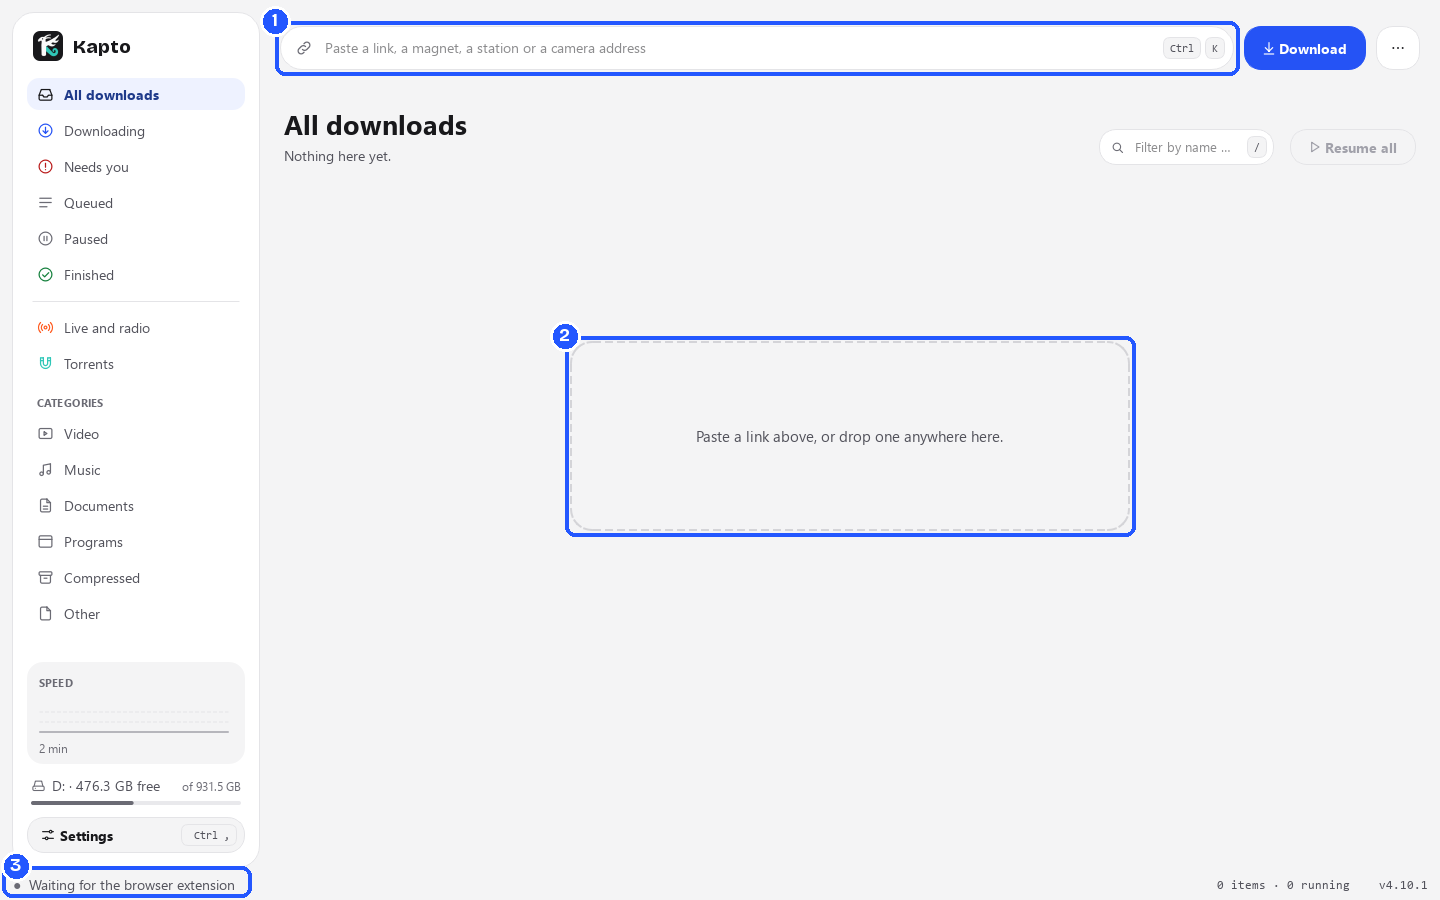 1
Paste a link, a magnet, a station or a camera address
Ctrl K
Download
...
Kapto
All downloads
Downloading
Needs you
Queued
Paused
Finished
Live and radio
Torrents
CATEGORIES
Video
Music
Documents
Programs
Compressed
Other
SPEED
2 min
D: · 476.3 GB free of 931.5 GB
Settings Ctrl ,
3
Waiting for the browser extension
All downloads
Nothing here yet.
Filter by name ... /
Resume all
2
Paste a link above, or drop one anywhere here.
0 items · 0 running v4.10.1